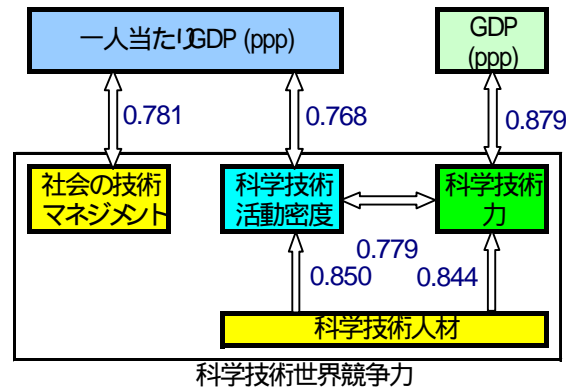 一人当たりGDP (ppp)
GDP
(ppp)
0.781
0.768
0.879
社会の技術
マネジメント
科学技術
活動密度
科学技術
力
0.779
0.850
0.844
科学技術人材
科学技術世界競争力